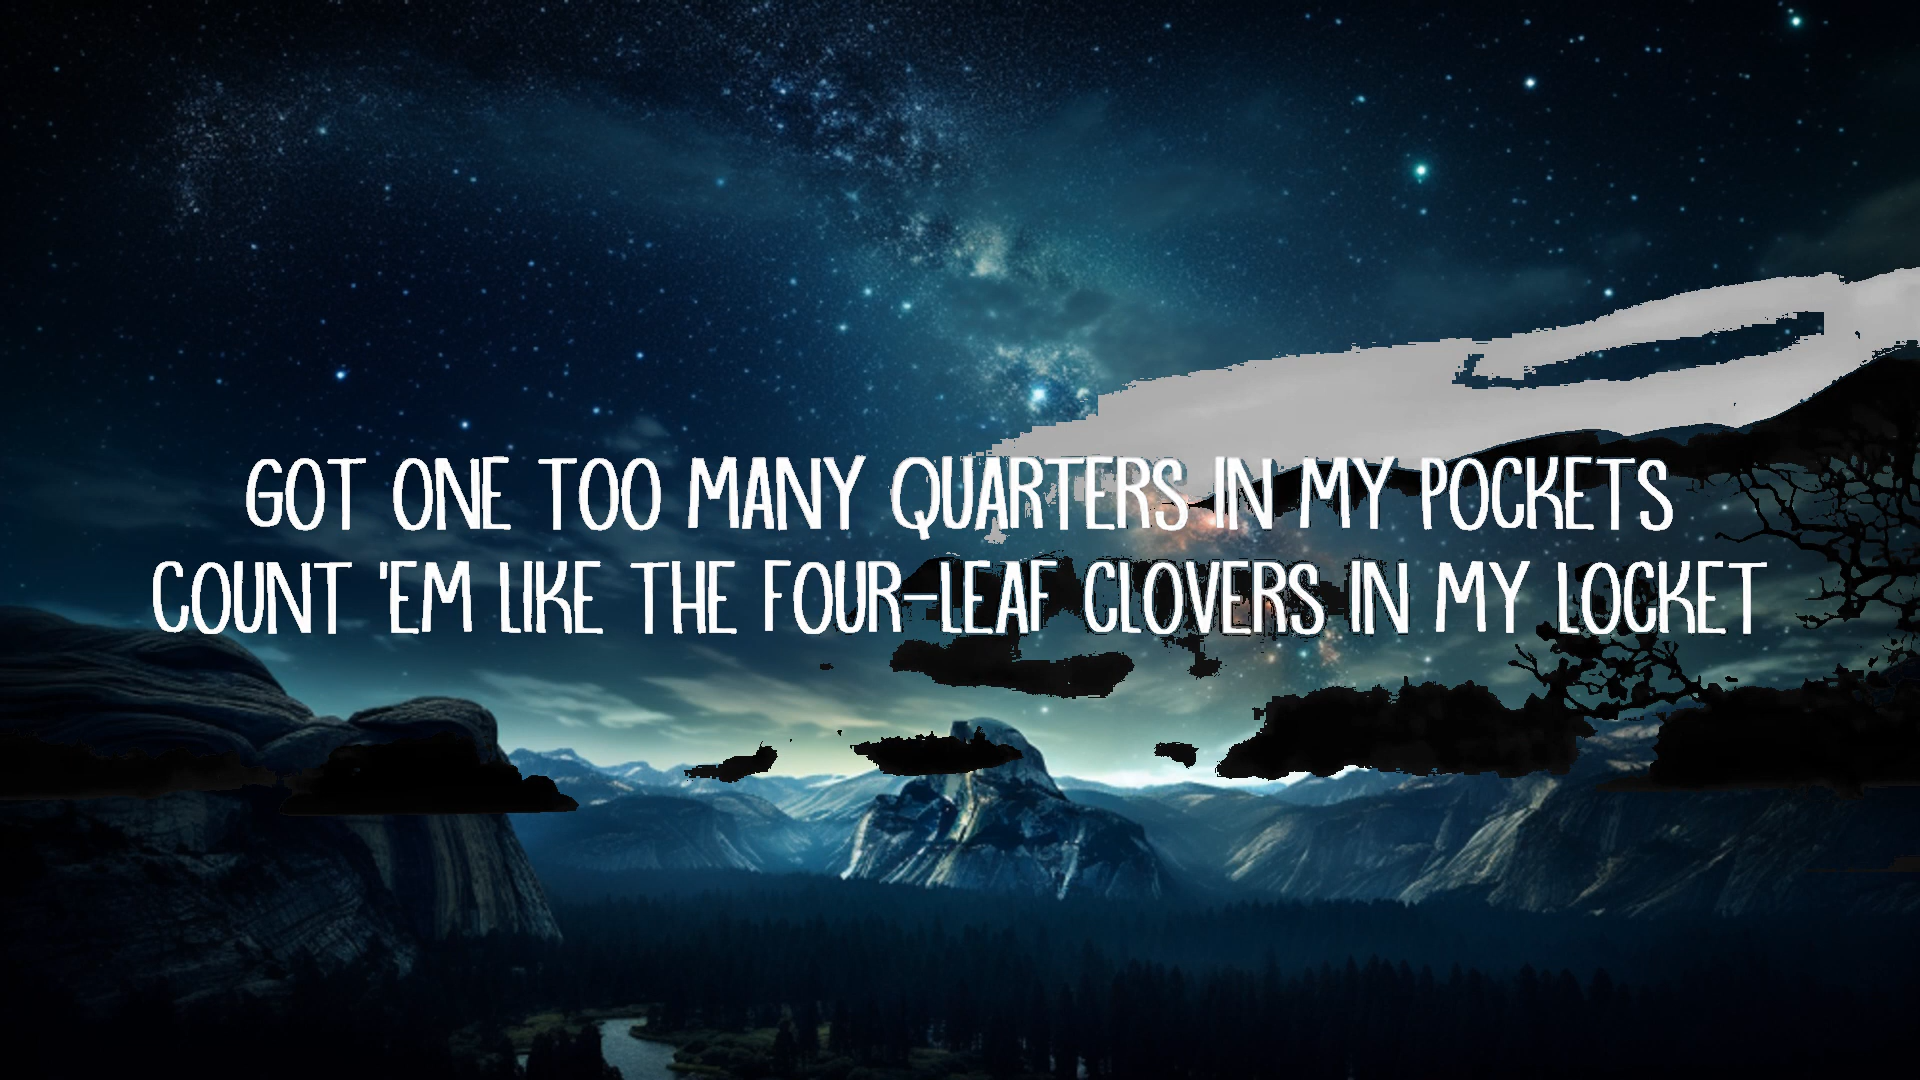 GOT ONE TOO MANY QUARTERS IN MY POCKETS
COUNT 'EM LIKE THE FOUR-LEAF CLOVERS IN MY LOCKET